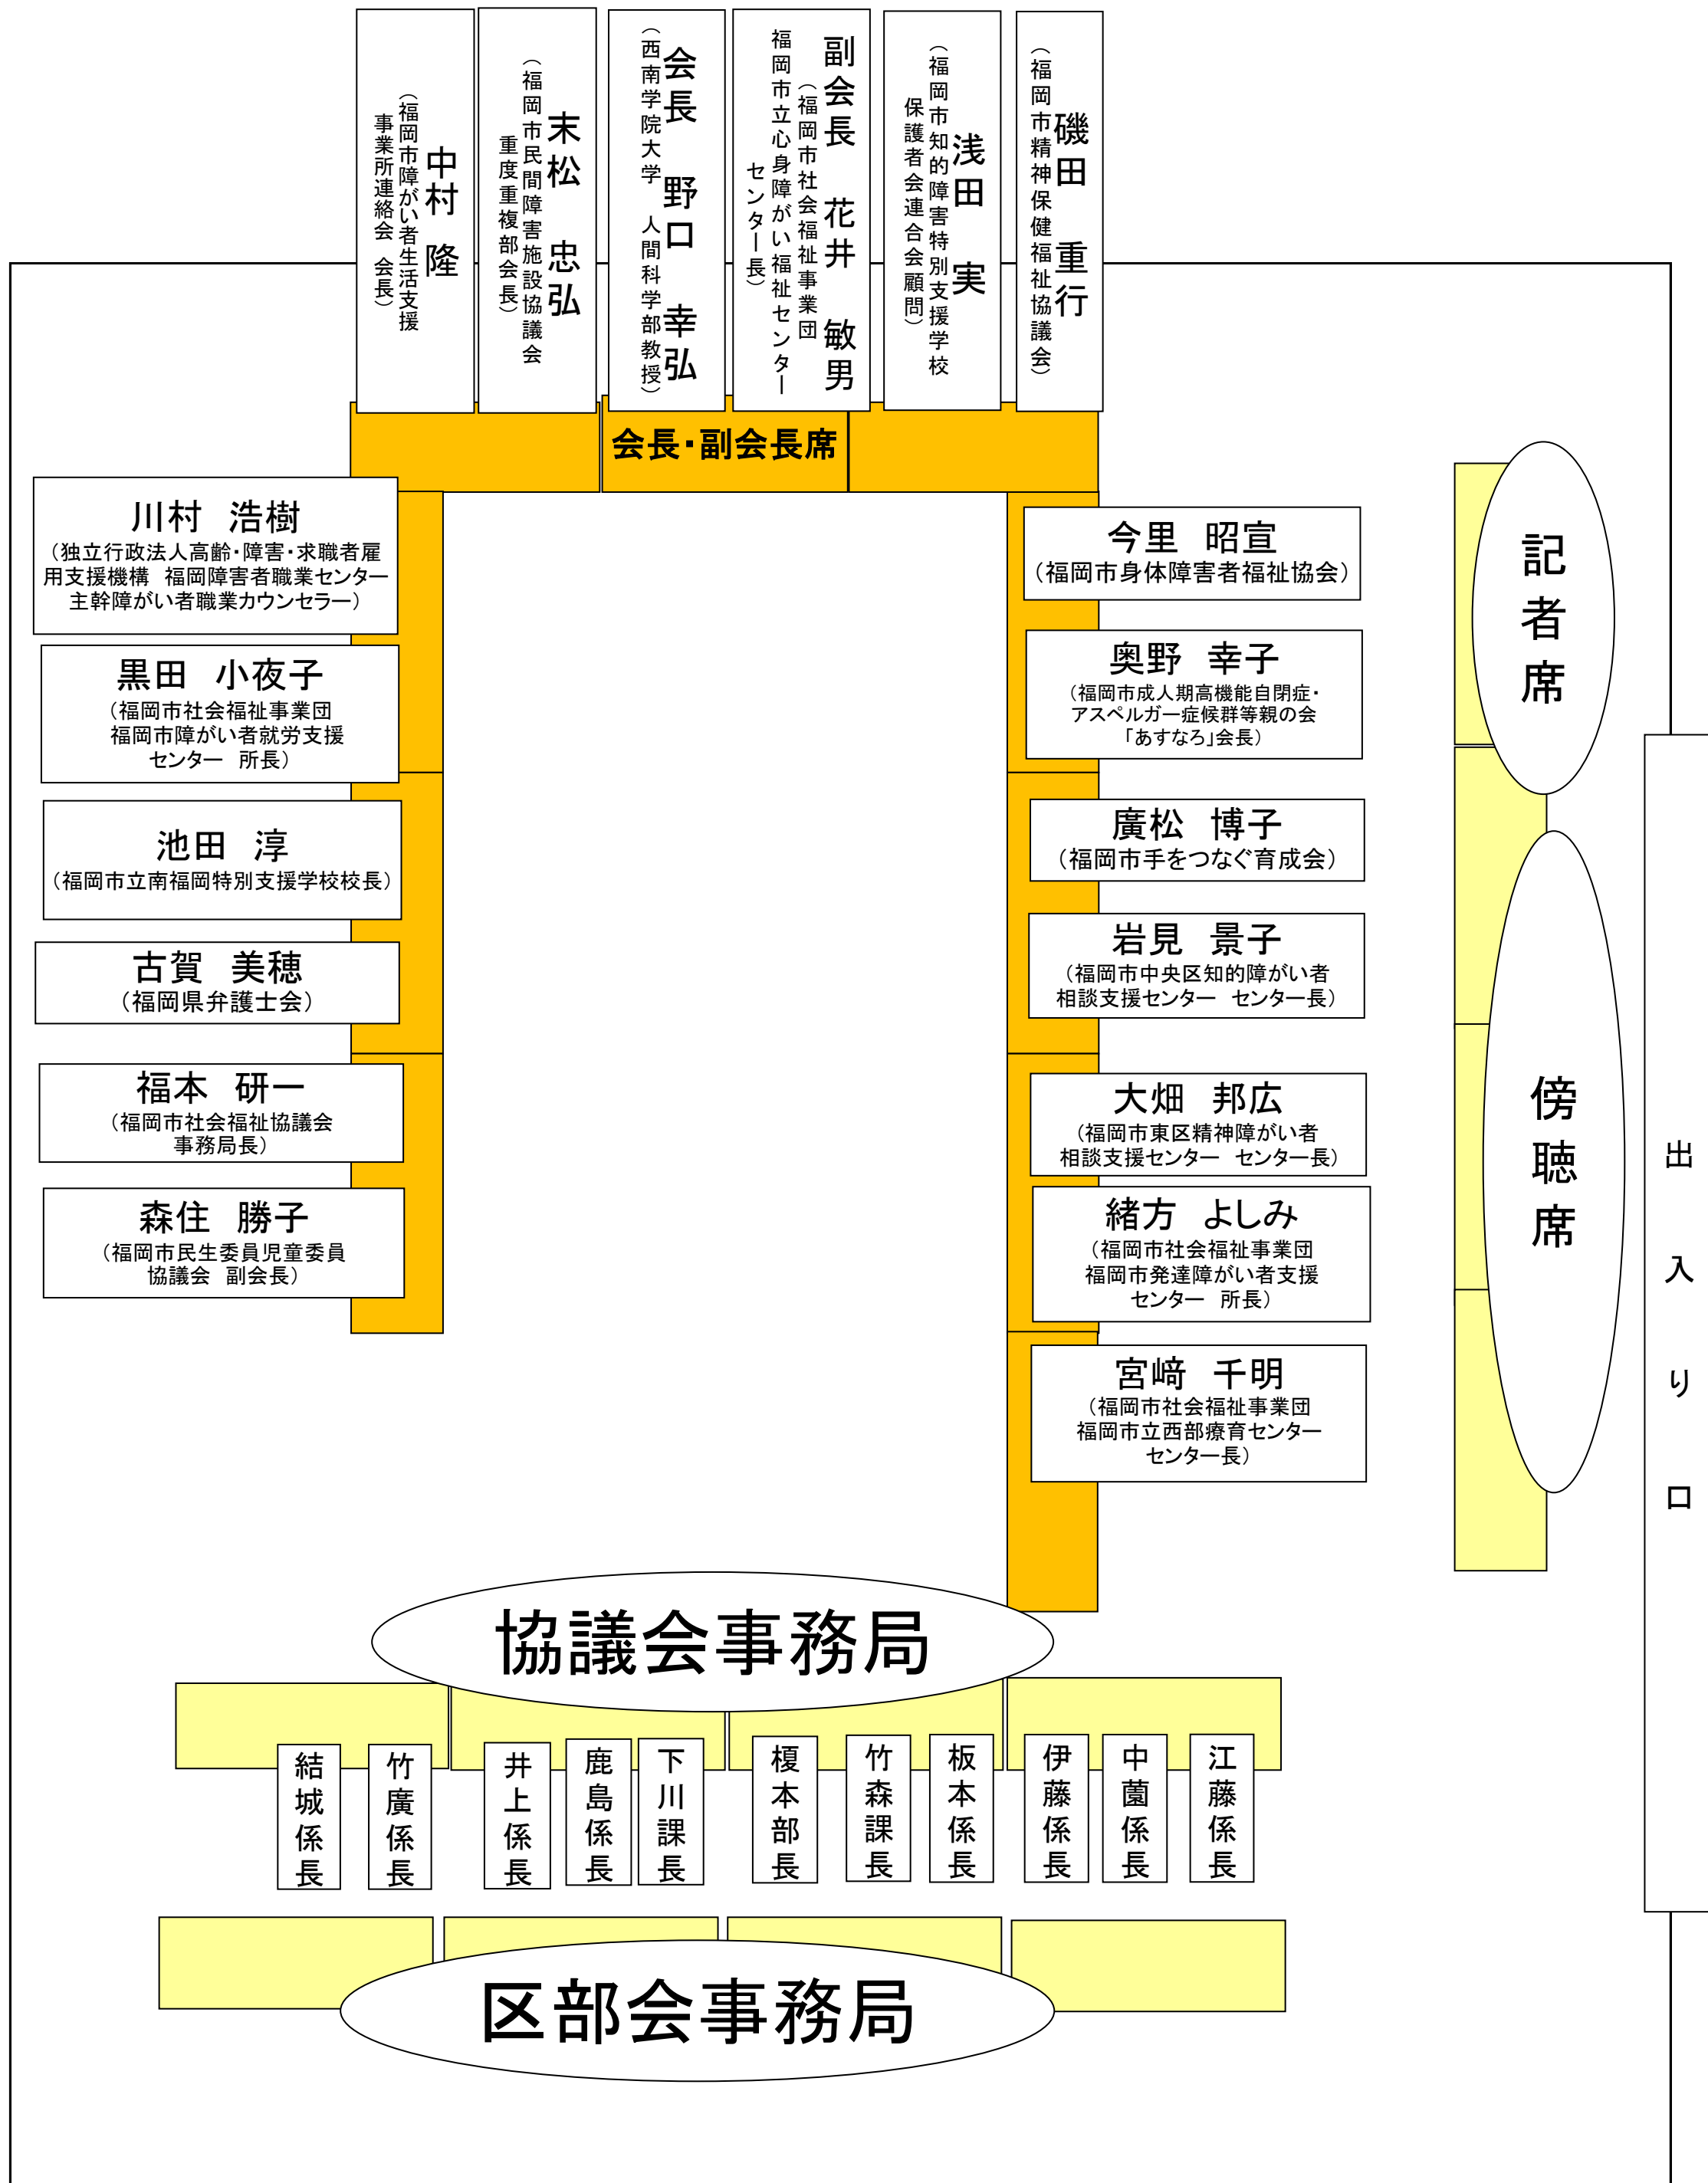 中村 隆
（福岡市障がい者生活支援
事業所連絡会 会長）
末松 忠弘
（福岡市民間障害施設協議会
重度重複部会長）
会長 野口 幸弘
（西南学院大学 人間科学部教授）
副会長 花井 敏男
（福岡市社会福祉事業団
福岡市立心身障がい福祉センター
センター長）
浅田 実
（福岡市知的障害特別支援学校
保護者会連合会顧問）
磯田 重行
（福岡市精神保健福祉協議会）
会長・副会長席
川村 浩樹
（独立行政法人高齢・障害・求職者雇
用支援機構 福岡障害者職業センター
主幹障がい者職業カウンセラー）
黒田 小夜子
（福岡市社会福祉事業団
福岡市障がい者就労支援
センター 所長）
池田 淳
（福岡市立南福岡特別支援学校校長）
古賀 美穂
（福岡県弁護士会）
福本 研一
（福岡市社会福祉協議会
事務局長）
森住 勝子
（福岡市民生委員児童委員
協議会 副会長）
今里 昭宣
（福岡市身体障害者福祉協会）
奥野 幸子
（福岡市成人期高機能自閉症・
アスペルガー症候群等親の会
「あすなろ」会長）
廣松 博子
（福岡市手をつなぐ育成会）
岩見 景子
（福岡市中央区知的障がい者
相談支援センター センター長）
大畑 邦広
（福岡市東区精神障がい者
相談支援センター センター長）
緒方 よしみ
（福岡市社会福祉事業団
福岡市発達障がい者支援
センター 所長）
宮﨑 千明
（福岡市社会福祉事業団
福岡市立西部療育センター
センター長）
記者席
傍聴席
出入り口
協議会事務局
結城係長
竹廣係長
井上係長
鹿島係長
下川課長
榎本部長
竹森課長
板本係長
伊藤係長
中薗係長
江藤係長
区部会事務局